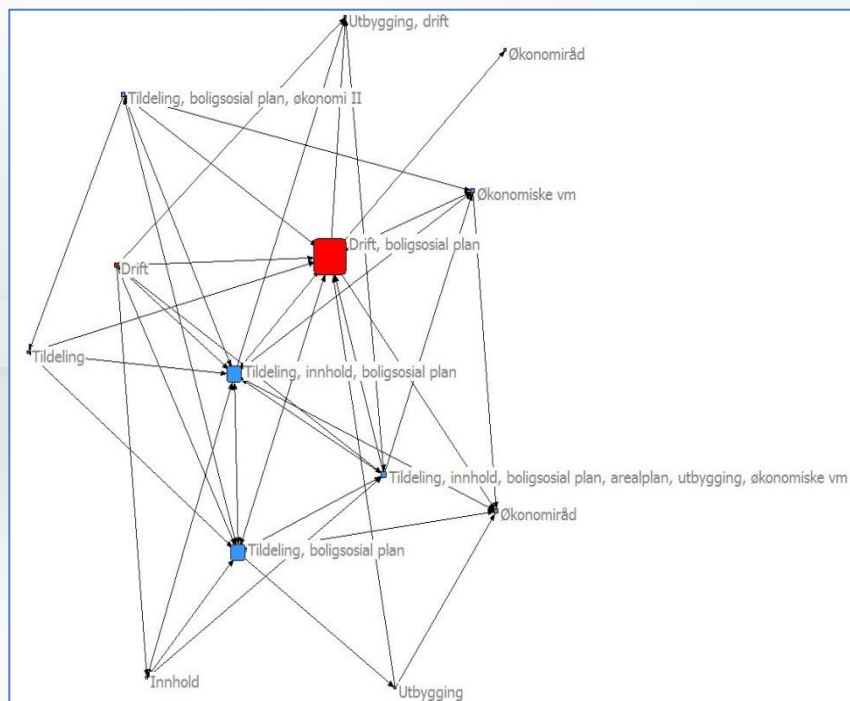 Utbygging, drift
Økonomiråd
Tildeling, boligsosial plan, økonomi II
Økonomiske vm
Drift, boligsosial plan
Drift
Tildeling
Tildeling, innhold, boligsosial plan
Tildeling, innhold, boligsosial plan, arealplan, utbygging, økonomiske vm
Økonomiråd
Tildeling, boligsosial plan
Innhold
Utbygging